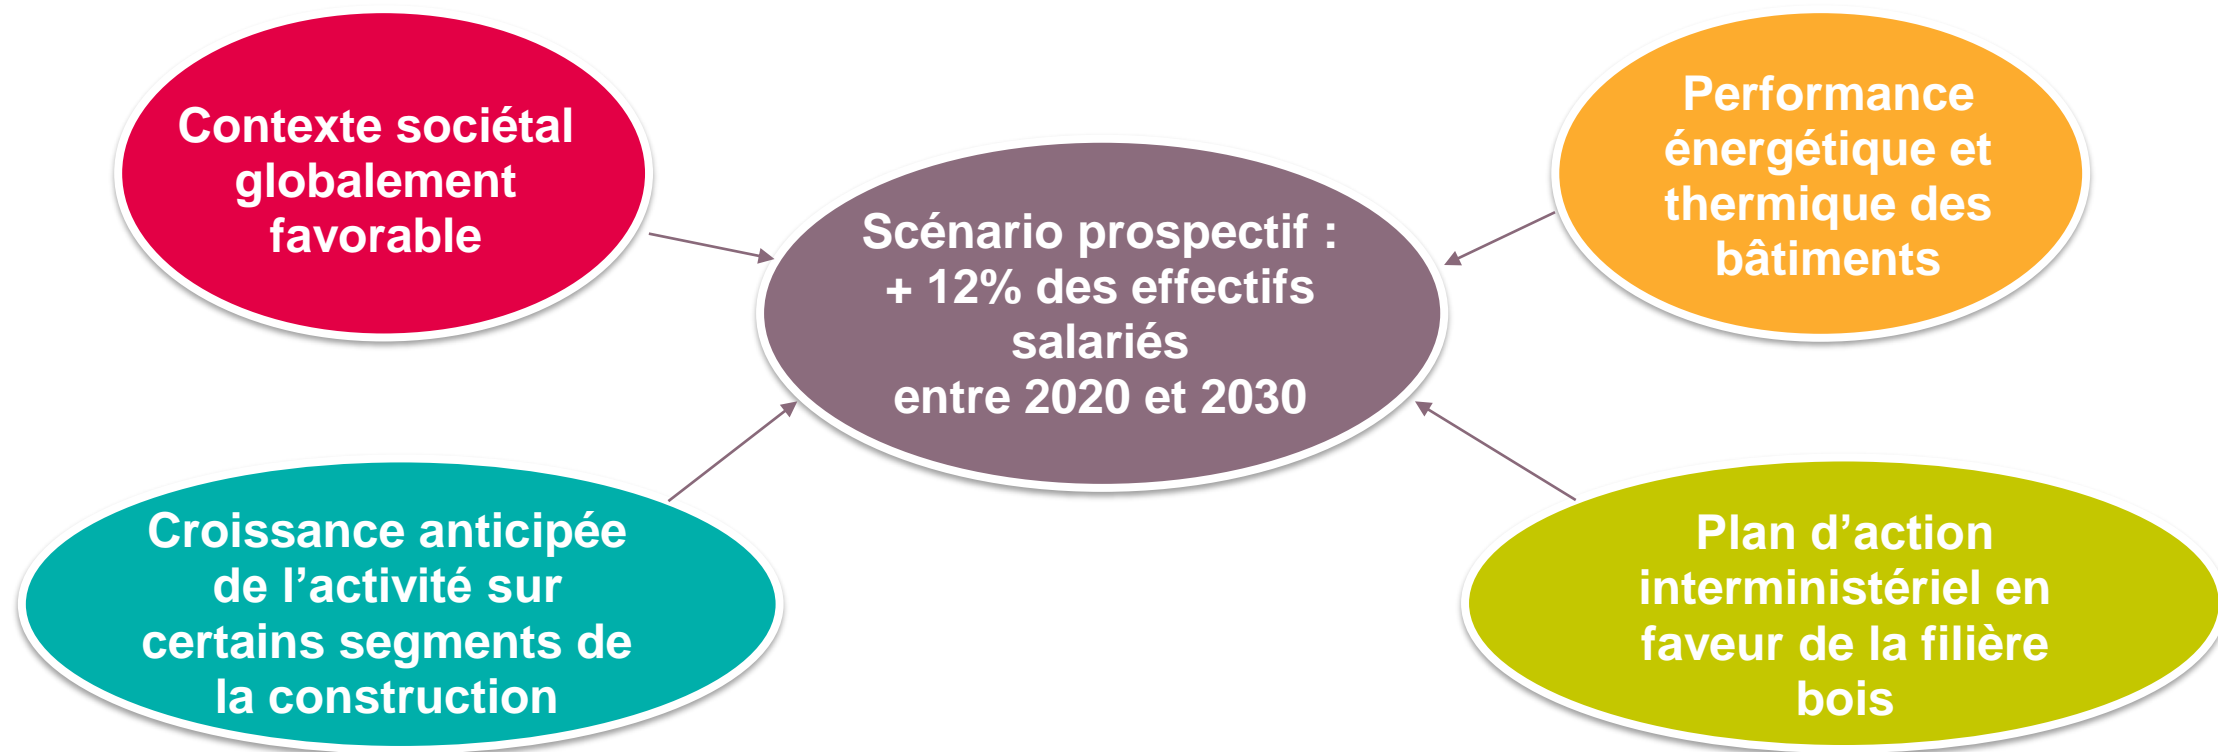 Contexte sociétal
globalement
favorable
Performance
énergétique et
thermique des
bâtiments
Scénario prospectif :
+ 12% des effectifs
salariés
entre 2020 et 2030
Croissance anticipée
de l’activité sur
certains segments de
la construction
Plan d’action
interministériel en
faveur de la filière
bois